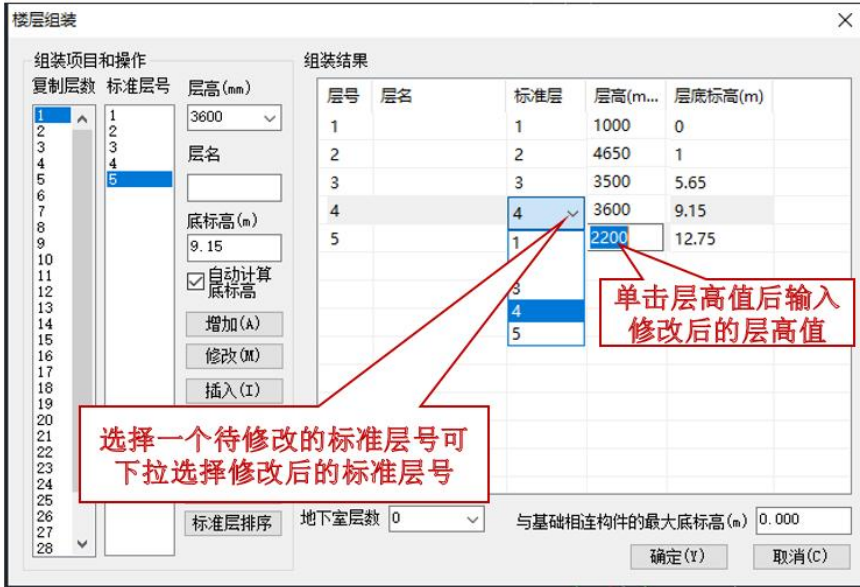 楼层组装
组装项目和操作
复制层数 标准层号 层高(mm)
1
2
3
4
5
6
7
8
9
10
11
12
13
14
15
16
17
18
19
20
21
22
23
24
25
26
27
28
1
2
3
4
5
3600
层名
底标高(m)
9.15
自动计算
底标高
增加(A)
修改(M)
插入(I)
标准层排序
组装结果
层号 层名 标准层 层高(m... 层底标高(m)
1 1 1000 0
2 2 4650 1
3 3 3500 5.65
4 4 3600 9.15
5 2200 12.75
1
3
4
5
单击层高值后输入
修改后的层高值
选择一个待修改的标准层号可
下拉选择修改后的标准层号
地下室层数 0
与基础相连构件的最大底标高(m) 0.000
确定(Y) 取消(C)